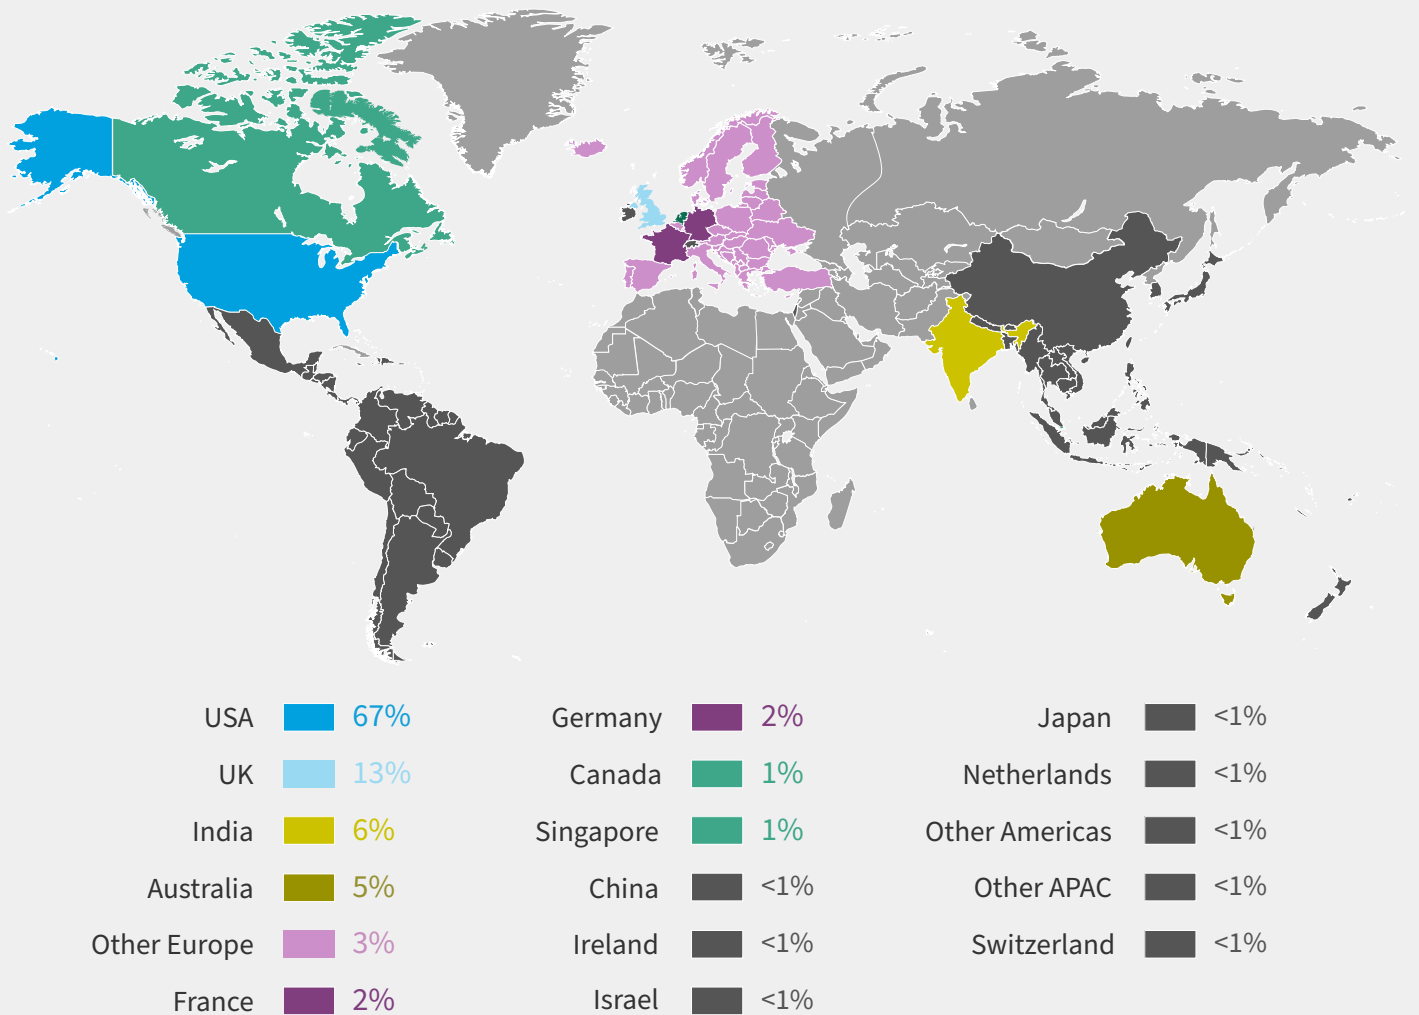 USA 67%
UK 13%
India 6%
Australia 5%
Other Europe 3%
France 2%
Germany 2%
Canada 1%
Singapore 1%
China <1%
Ireland <1%
Israel <1%
Japan <1%
Netherlands <1%
Other Americas <1%
Other APAC <1%
Switzerland <1%